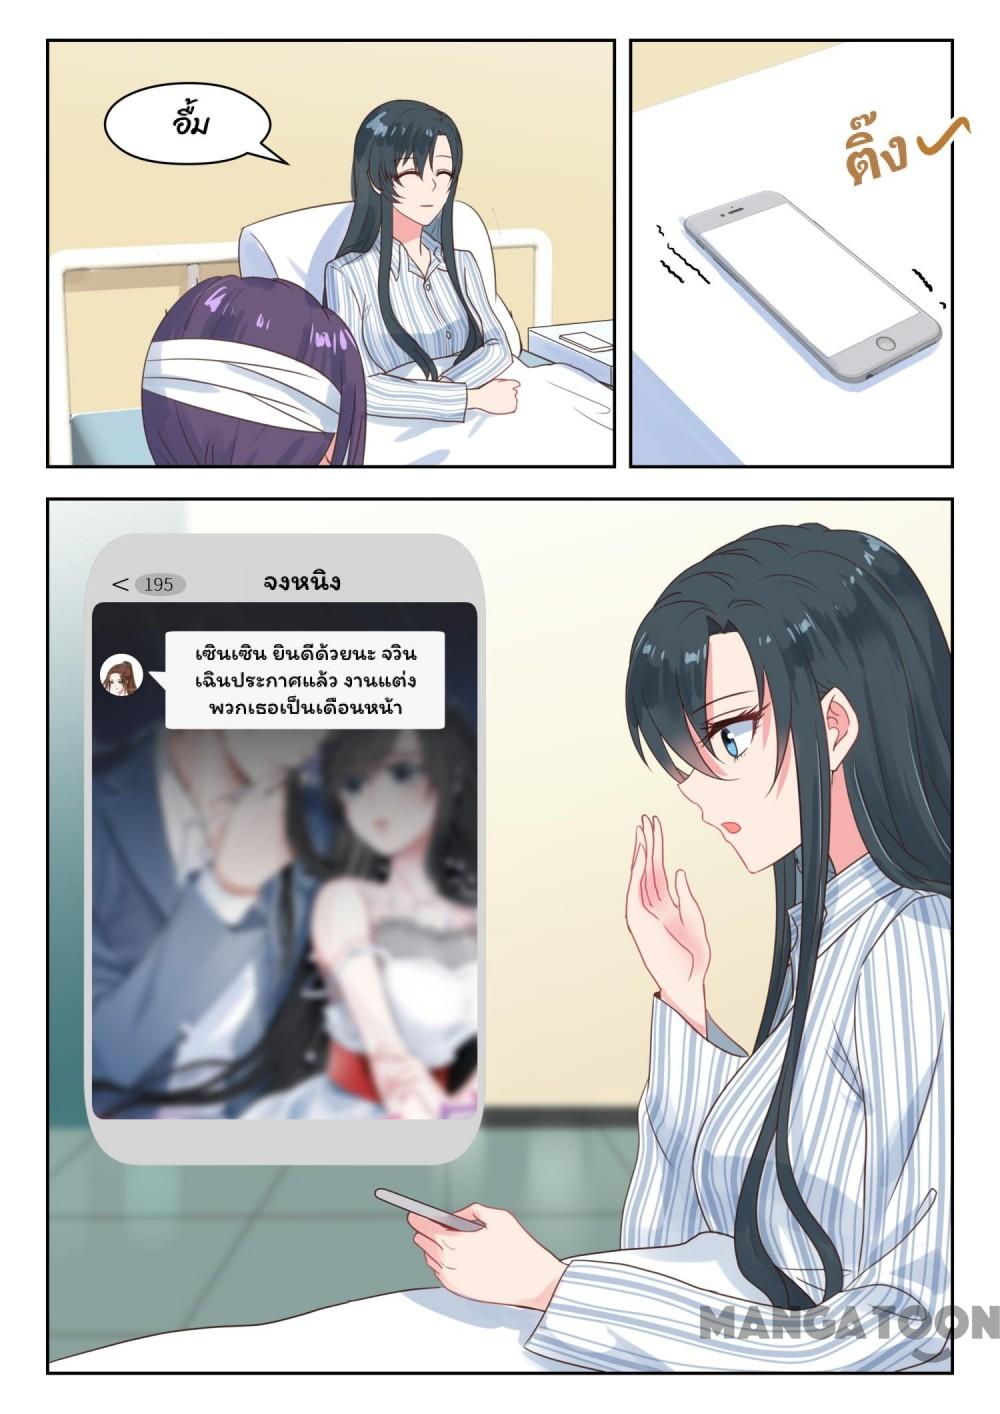 อื้ม
ติ๊ง
< 195 จงหนิง
เซินเซิน ยินดีด้วยนะ จวิน
เฉินประกาศแล้ว งานแต่ง
พวกเธอเป็นเดือนหน้า
MANGATOON